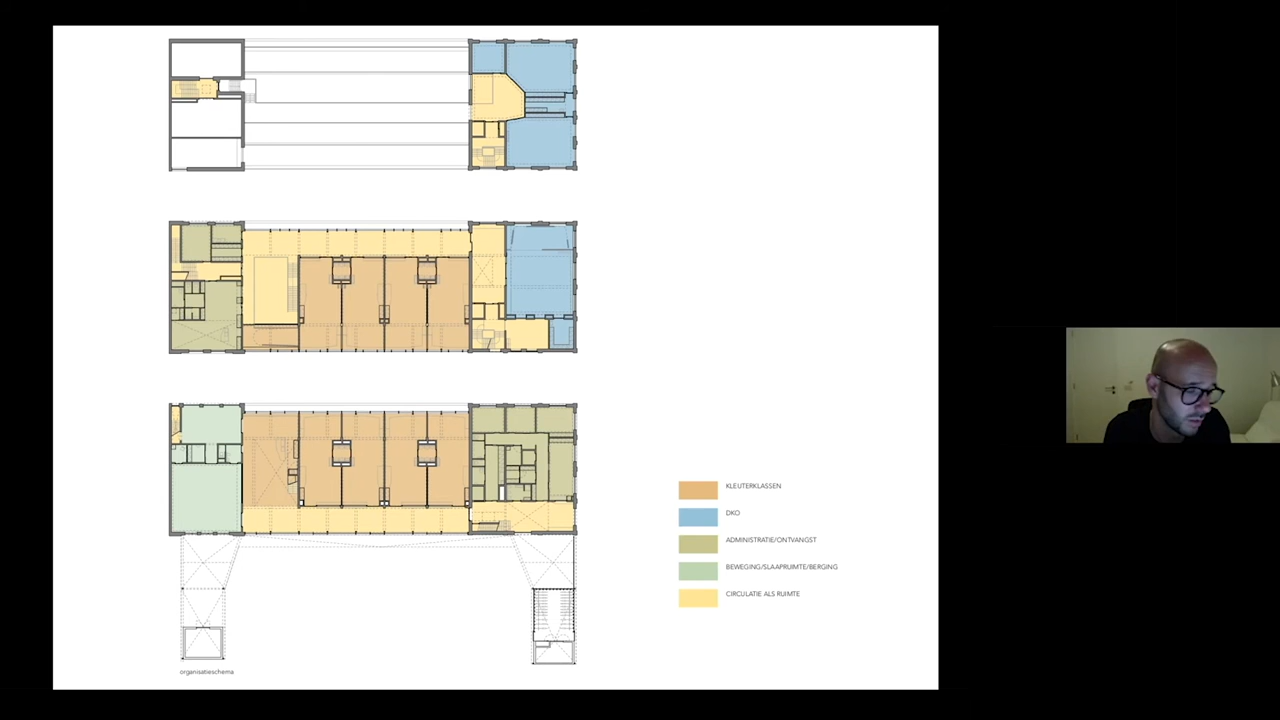 KLEUTERKLASSEN
DKO
ADMINISTRATIE/ONTVANGST
BEWEGING/SLAAPRUIMTE/BERGING
CIRCULATIE ALS RUIMTE
organisatieschema